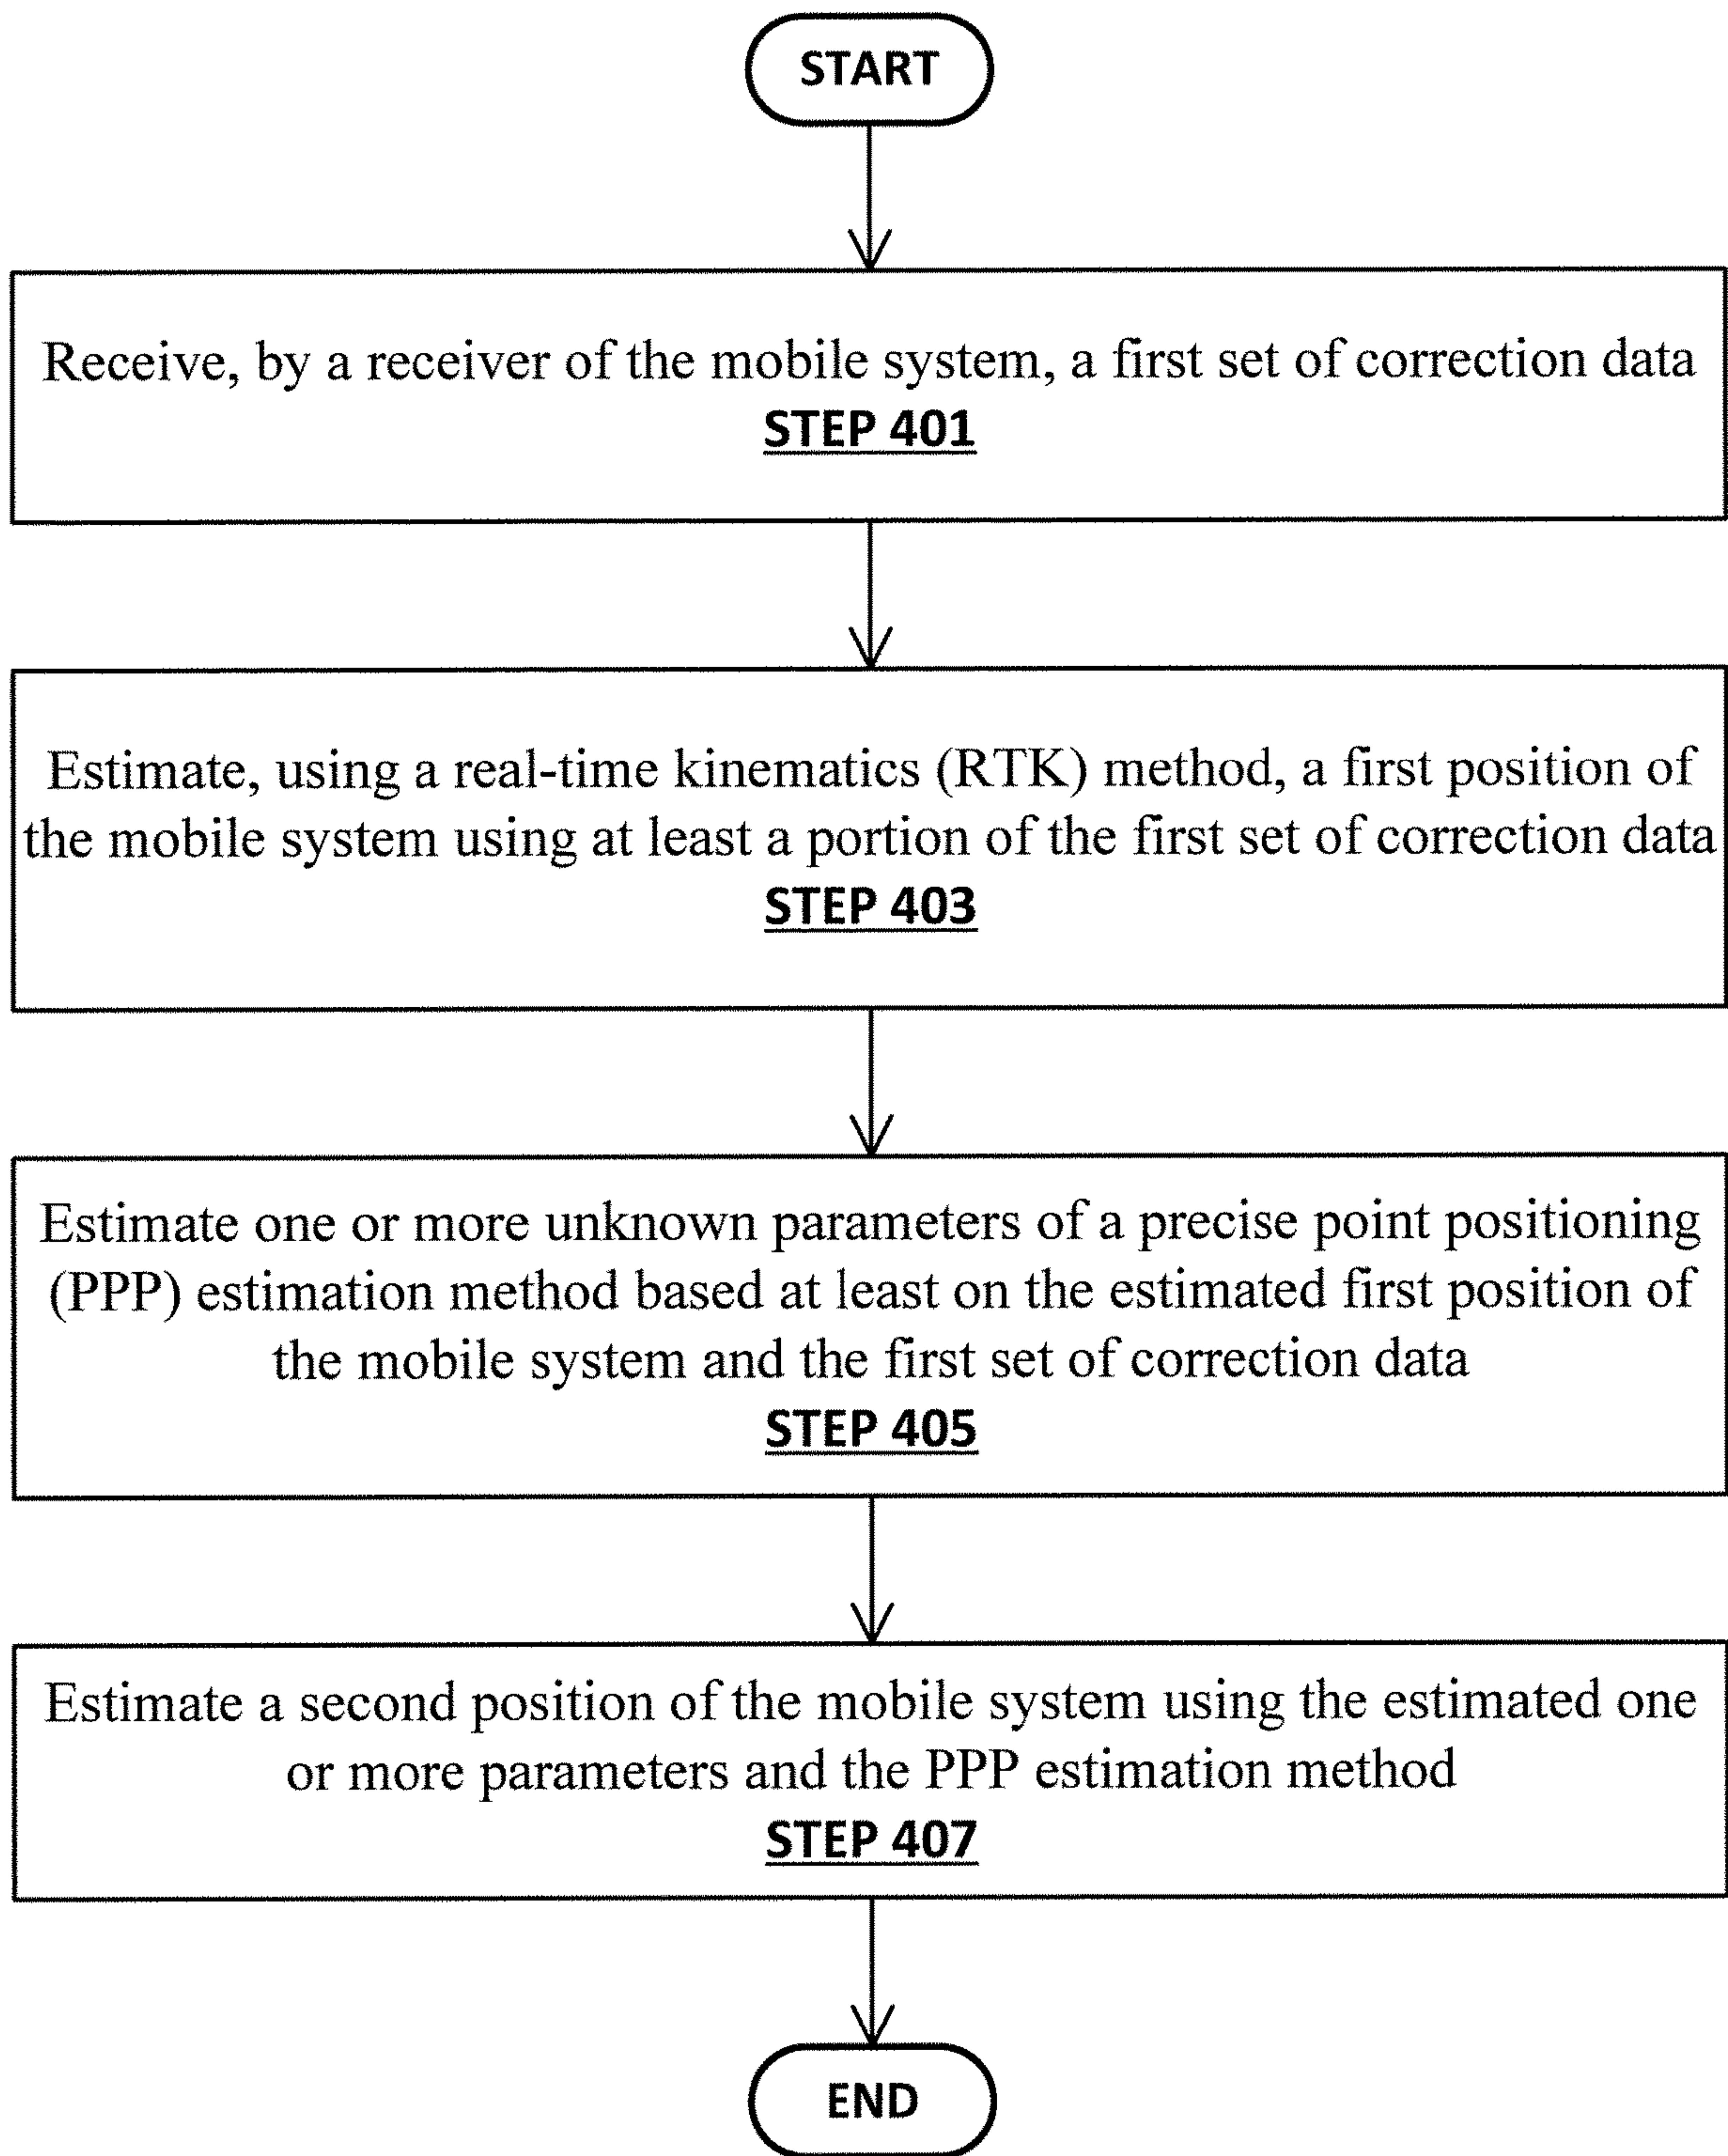 START
Receive, by a receiver of the mobile system, a first set of correction data
STEP 401
Estimate, using a real-time kinematics (RTK) method, a first position of
the mobile system using at least a portion of the first set of correction data
STEP 403
Estimate one or more unknown parameters of a precise point positioning
(PPP) estimation method based at least on the estimated first position of
the mobile system and the first set of correction data
STEP 405
Estimate a second position of the mobile system using the estimated one
or more parameters and the PPP estimation method
STEP 407
END